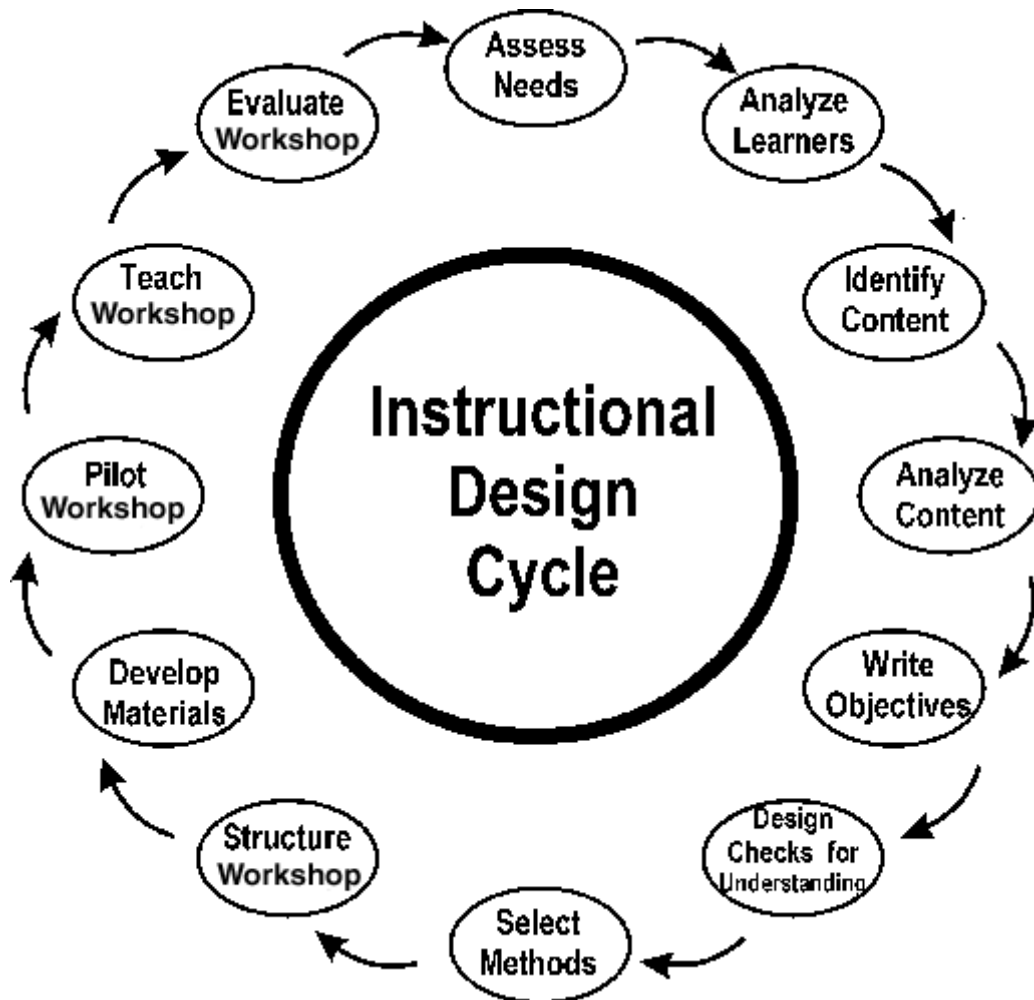 Assess
Needs
Analyze
Learners
Identify
Content
Analyze
Content
Write
Objectives
Design
Checks for
Understanding
Select
Methods
Structure
Workshop
Develop
Materials
Pilot
Workshop
Teach
Workshop
Evaluate
Workshop
Instructional
Design
Cycle